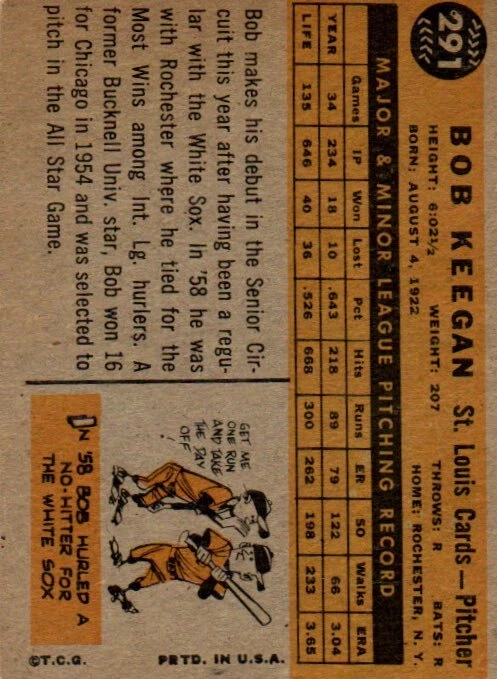 291
BOB KEEGAN St. Louis Cards—Pitcher
HEIGHT: 6:02½ WEIGHT: 207 THROWS: R BATS: R
BORN: AUGUST 4, 1922 HOME: ROCHESTER, N. Y.
MAJOR & MINOR LEAGUE PITCHING RECORD
Games IP Won Lost Pct Hits Runs ER SO Walks ERA
YEAR 34 234 18 10 .643 218 89 79 122 66 3.04
LIFE 135 646 40 36 .526 668 300 262 198 233 3.65
Bob makes his debut in the Senior Cir-
cuit this year after having been a regu-
lar with the White Sox. In '58 he was
with Rochester where he tied for the
Most Wins among Int. Lg. hurlers. A
former Bucknell Univ. star, Bob won 16
for Chicago in 1954 and was selected to
pitch in the All Star Game.
GET ME
ONE RUN
AND TAKE
THE DAY
OFF!
IN '58 BOB HURLED A
NO-HITTER FOR
THE WHITE SOX
©T.C.G. PRTD. IN U.S.A.